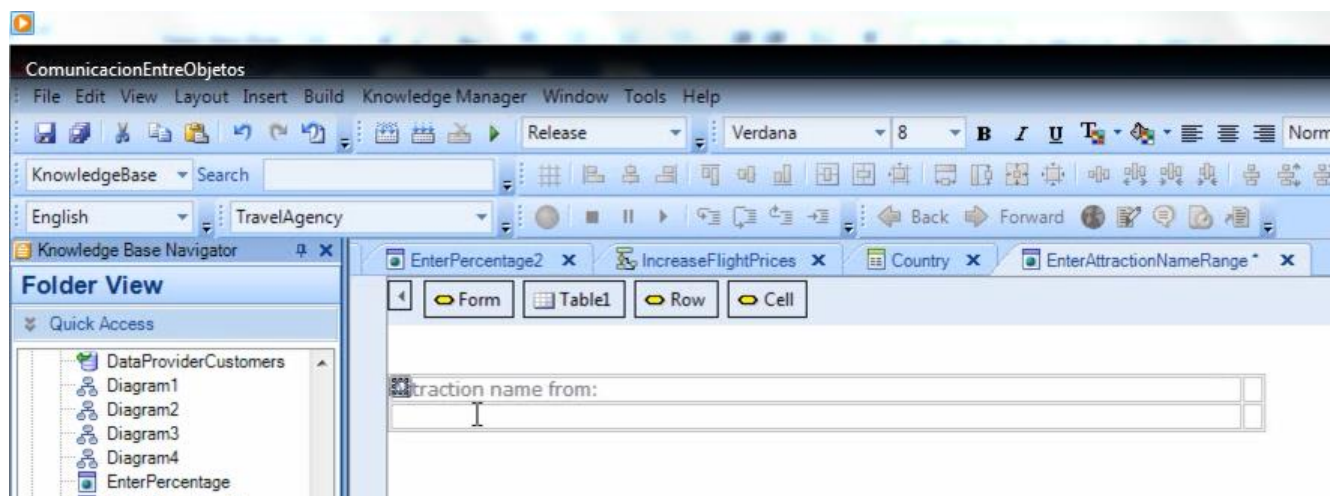 ComunicacionEntreObjetos
File Edit View Layout Insert Build Knowledge Manager Window Tools Help
Release Verdana 8 B I U Norm
KnowledgeBase Search
English TravelAgency Back Forward
Knowledge Base Navigator
EnterPercentage2 IncreaseFlightPrices Country EnterAttractionNameRange *
Folder View
Form Table1 Row Cell
Quick Access
DataProviderCustomers
Diagram1
traction name from:
Diagram2
Diagram3
Diagram4
EnterPercentage